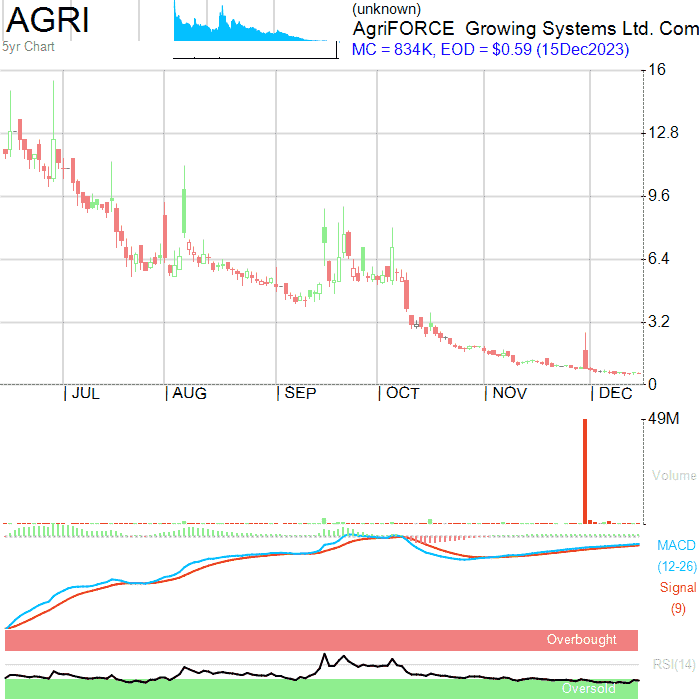 AGRI
5yr Chart
(unknown)
AgriFORCE Growing Systems Ltd. Com
MC = 834K, EOD = $0.59 (15Dec2023)
16
12.8
9.6
6.4
3.2
0
| JUL | AUG | SEP | OCT | NOV | DEC
49M
Volume
MACD
(12-26)
Signal
(9)
Overbought
RSI(14)
Oversold